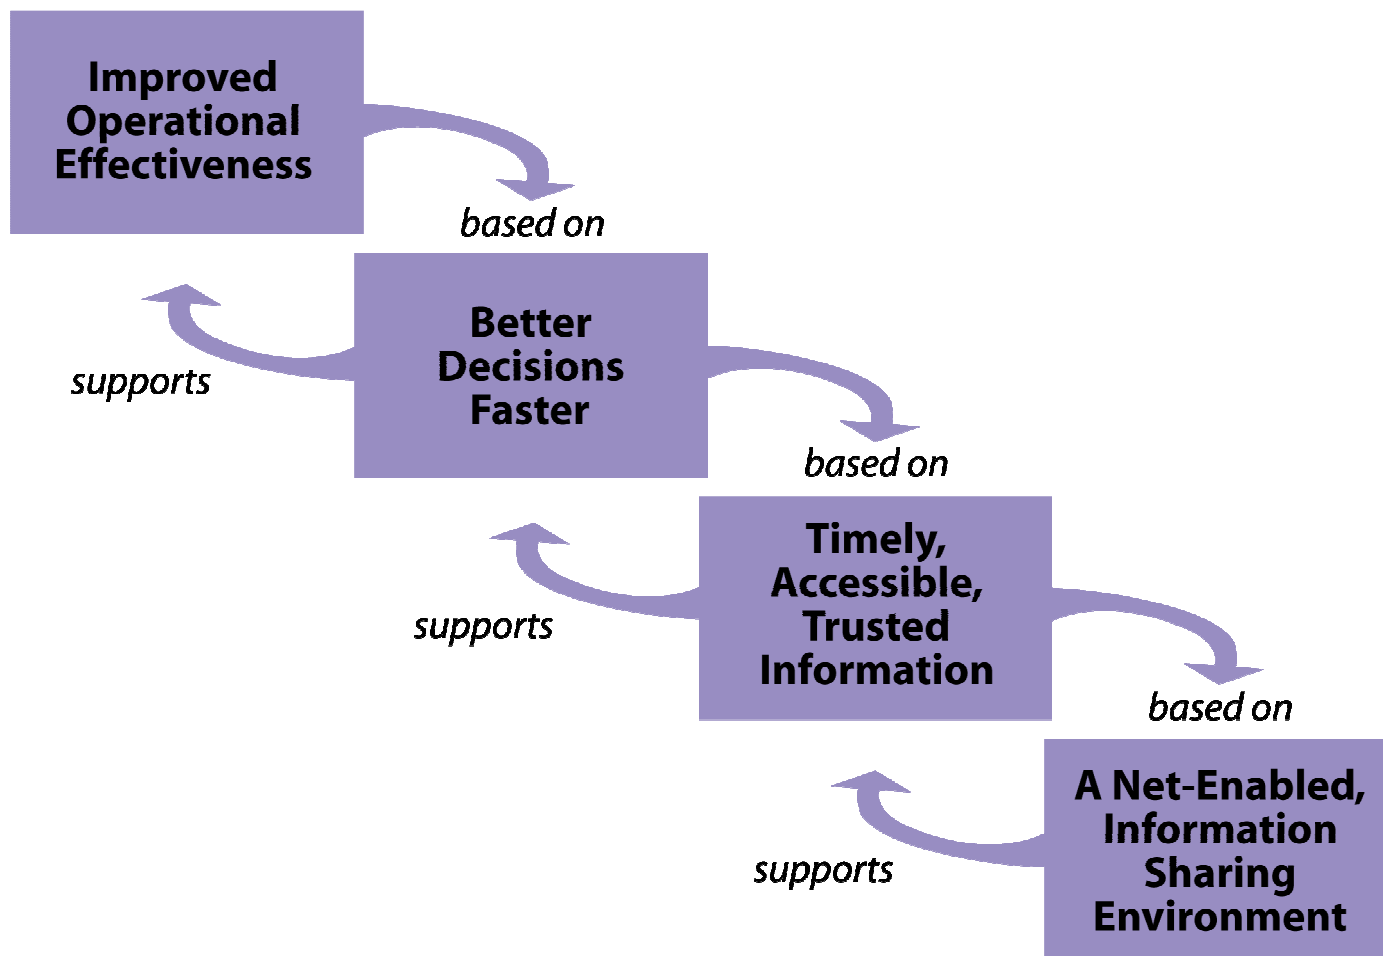 Improved
Operational
Effectiveness
based on
supports
Better
Decisions
Faster
based on
supports
Timely,
Accessible,
Trusted
Information
based on
supports
A Net-Enabled,
Information
Sharing
Environment